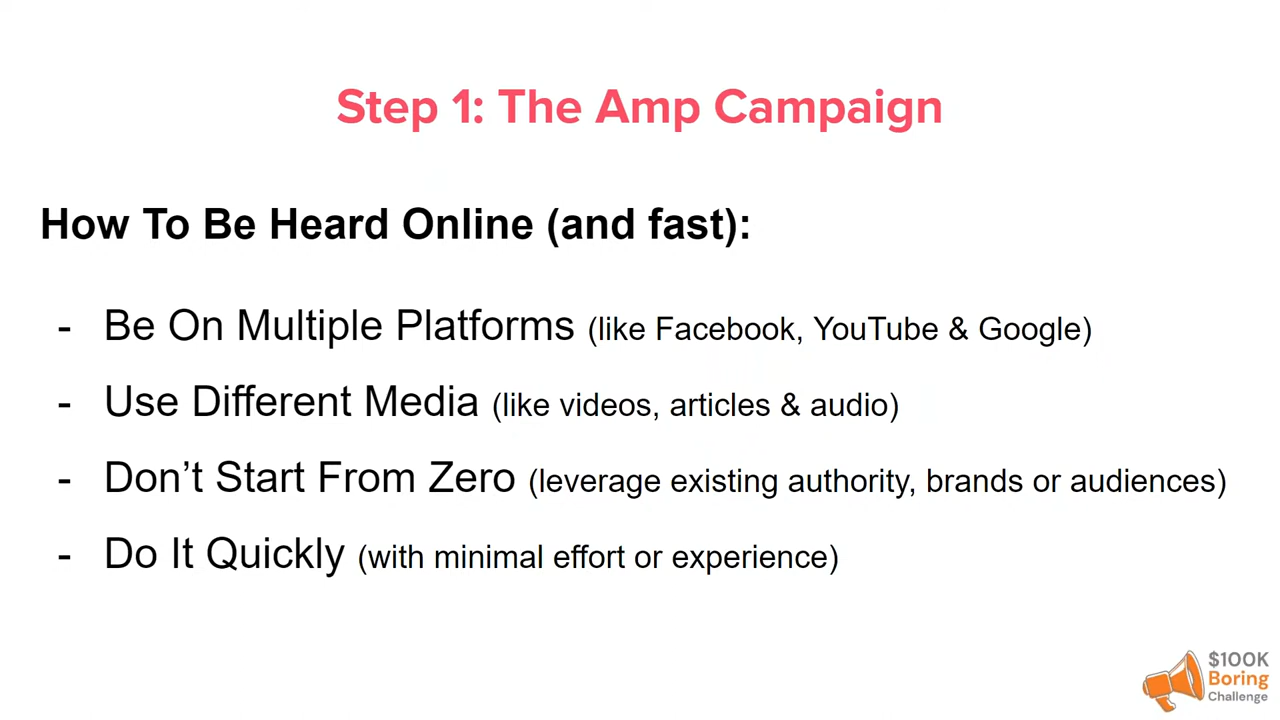 Step 1: The Amp Campaign
How To Be Heard Online (and fast):
- Be On Multiple Platforms (like Facebook, YouTube & Google)
- Use Different Media (like videos, articles & audio)
- Don’t Start From Zero (leverage existing authority, brands or audiences)
- Do It Quickly (with minimal effort or experience)
$100K
Boring
Challenge